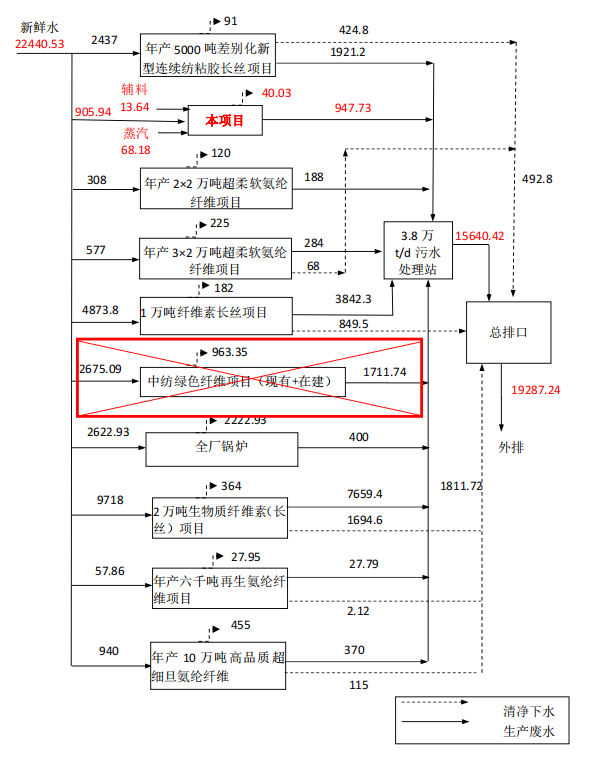 新鲜水
22440.53
2437
91
年产 5000 吨差别化新
型连续纺粘胶长丝项目
424.8
1921.2
辅料
13.64
905.94
40.03
本项目
947.73
蒸汽
68.18
120
308
年产 2×2 万吨超柔软氨纶
纤维项目
188
492.8
225
577
年产 3×2 万吨超柔软氨纶
纤维项目
284
68
3.8 万
t/d 污水
处理站
15640.42
182
4873.8
1 万吨纤维素长丝项目
3842.3
849.5
总排口
963.35
2675.09
中纺绿色纤维项目（现有+在建）
1711.74
19287.24
外排
2222.93
2622.93
全厂锅炉
400
1811.72
364
9718
2 万吨生物质纤维素（长
丝）项目
7659.4
1694.6
27.95
57.86
年产六千吨再生氨纶纤
维项目
27.79
2.12
455
940
年产 10 万吨高品质超
细旦氨纶纤维
370
115
清净下水
生产废水